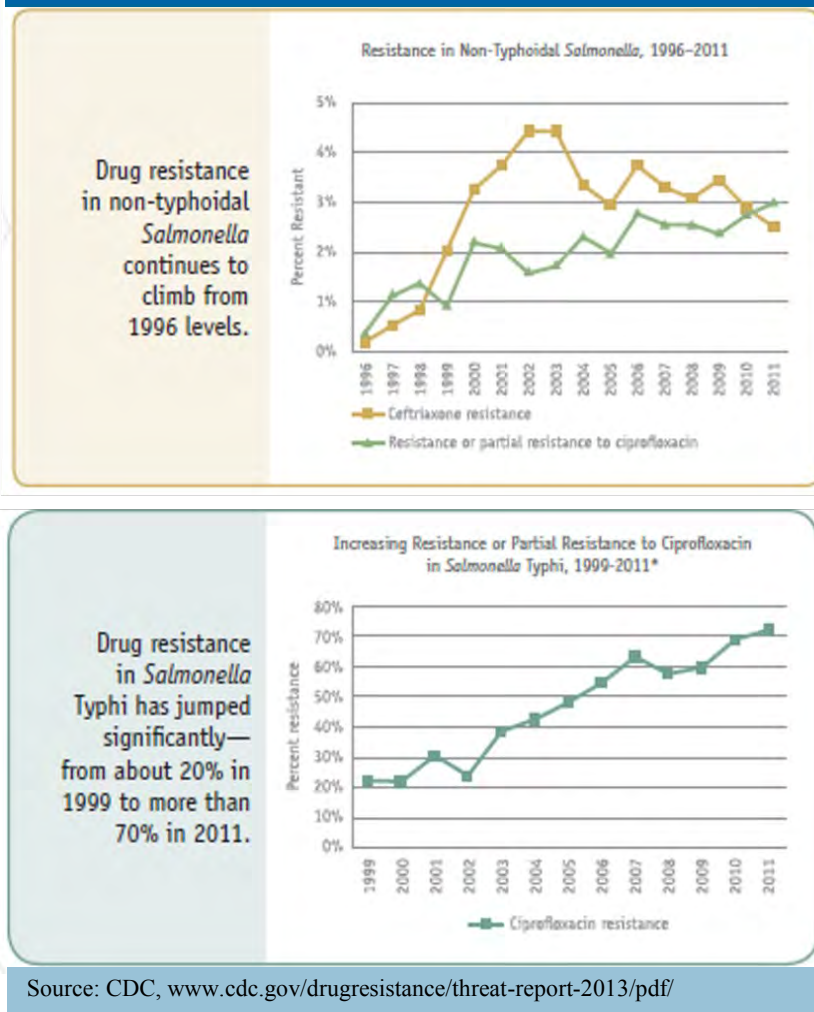 Resistance in Non-Typhoidal Salmonella, 1996–2011
Drug resistance
in non-typhoidal
Salmonella
continues to
climb from
1996 levels.
Percent Resistant
5%
4%
3%
2%
1%
0%
1996
1997
1998
1999
2000
2001
2002
2003
2004
2005
2006
2007
2008
2009
2010
2011
Ceftriaxone resistance
Resistance or partial resistance to ciprofloxacin
Increasing Resistance or Partial Resistance to Ciprofloxacin
in Salmonella Typhi, 1999-2011*
Drug resistance
in Salmonella
Typhi has jumped
significantly—
from about 20% in
1999 to more than
70% in 2011.
Percent resistance
80%
70%
60%
50%
40%
30%
20%
10%
0%
1999
2000
2001
2002
2003
2004
2005
2006
2007
2008
2009
2010
2011
Ciprofloxacin resistance
Source: CDC, www.cdc.gov/drugresistance/threat-report-2013/pdf/